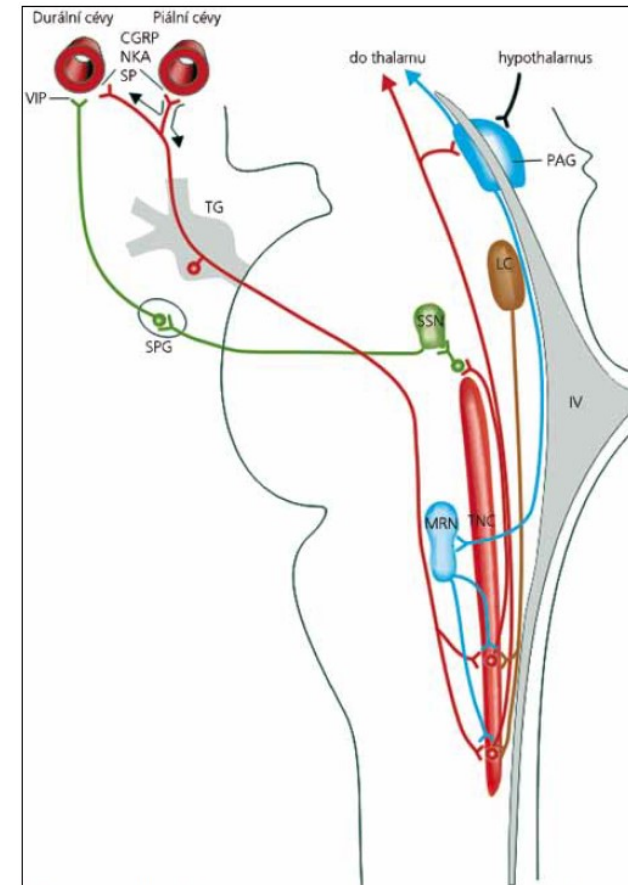 Durální cévy
Piální cévy
CGRP
NKA
SP
VIP
do thalamu
hypothalamus
PAG
TG
LC
SSN
SPG
IV
MRN
TNC